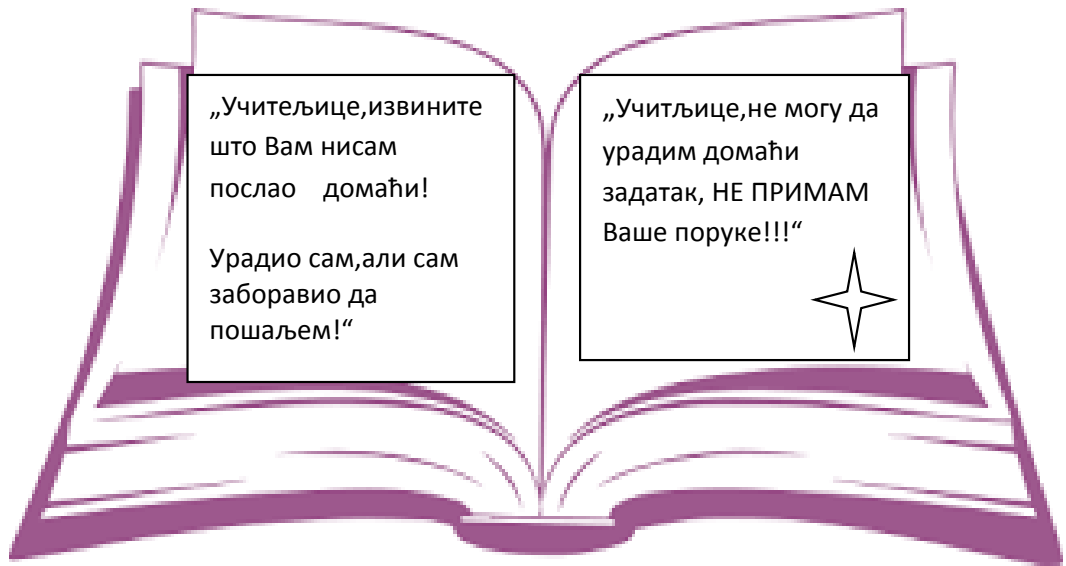 „Учитељице,извините
што Вам нисам
послао домаћи!
Урадио сам,али сам
заборавио да
пошаљем!“
„Учитљице,не могу да
урадим домаћи
задатак, НЕ ПРИМАМ
Ваше поруке!!!“